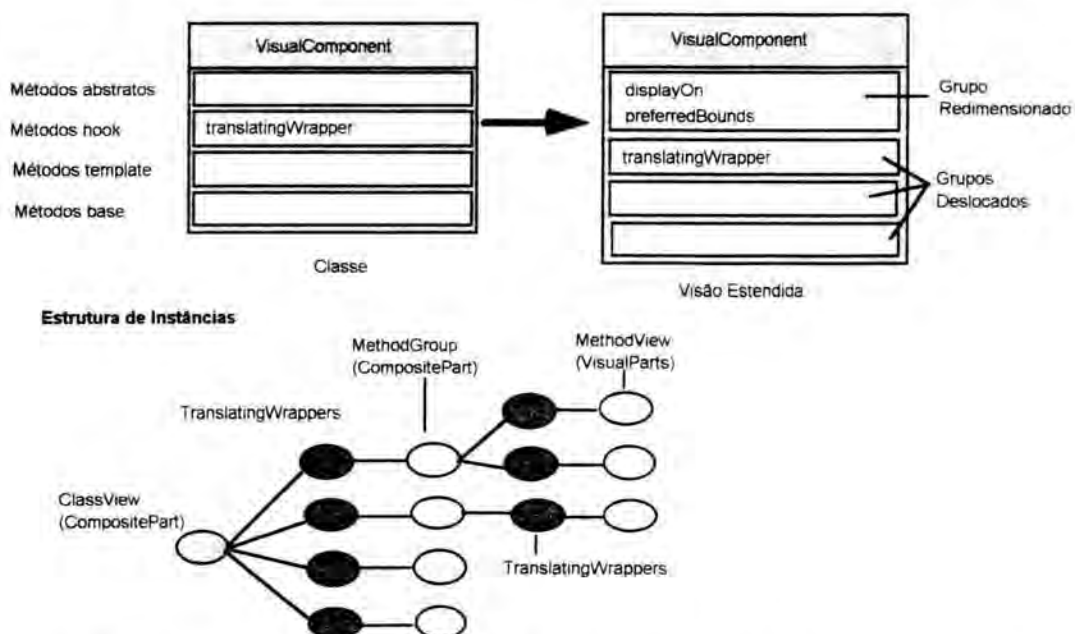 VisualComponent
Métodos abstratos
Métodos hook
translatingWrapper
Métodos template
Métodos base
Classe
VisualComponent
displayOn
preferredBounds
translatingWrapper
Grupo
Redimensionado
Grupos
Deslocados
Visão Estendida
Estrutura de Instâncias
MethodGroup
(CompositePart)
MethodView
(VisualParts)
TranslatingWrappers
ClassView
(CompositePart)
TranslatingWrappers